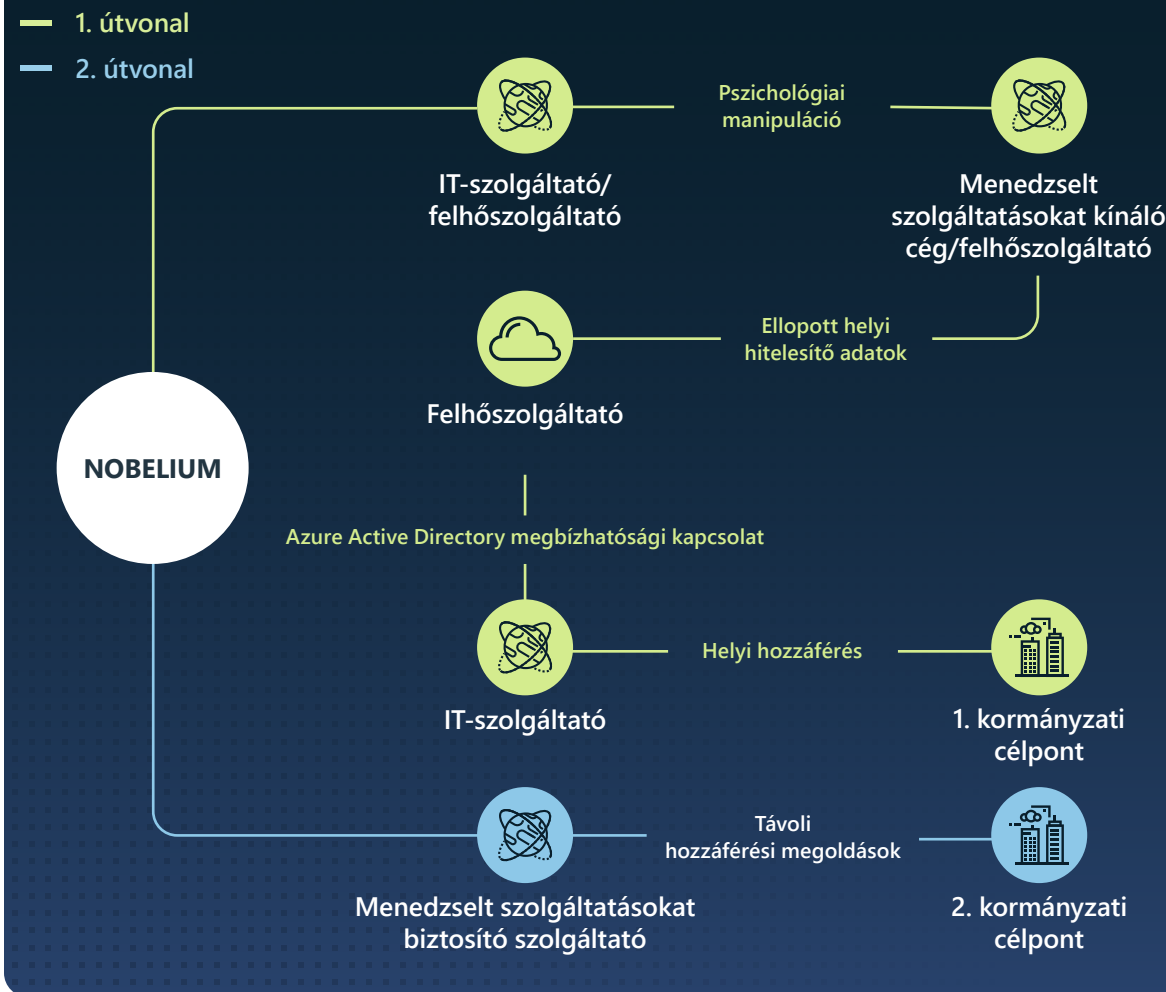 1. útvonal
2. útvonal
Pszichológiai
manipuláció
IT-szolgáltató/
felhőszolgáltató
Menedzselt
szolgáltatásokat kínáló
cég/felhőszolgáltató
Ellopott helyi
hitelesítő adatok
Felhőszolgáltató
NOBELIUM
Azure Active Directory megbízhatósági kapcsolat
Helyi hozzáférés
IT-szolgáltató
1. kormányzati
célpont
Távoli
hozzáférési megoldások
Menedzselt szolgáltatásokat
biztosító szolgáltató
2. kormányzati
célpont